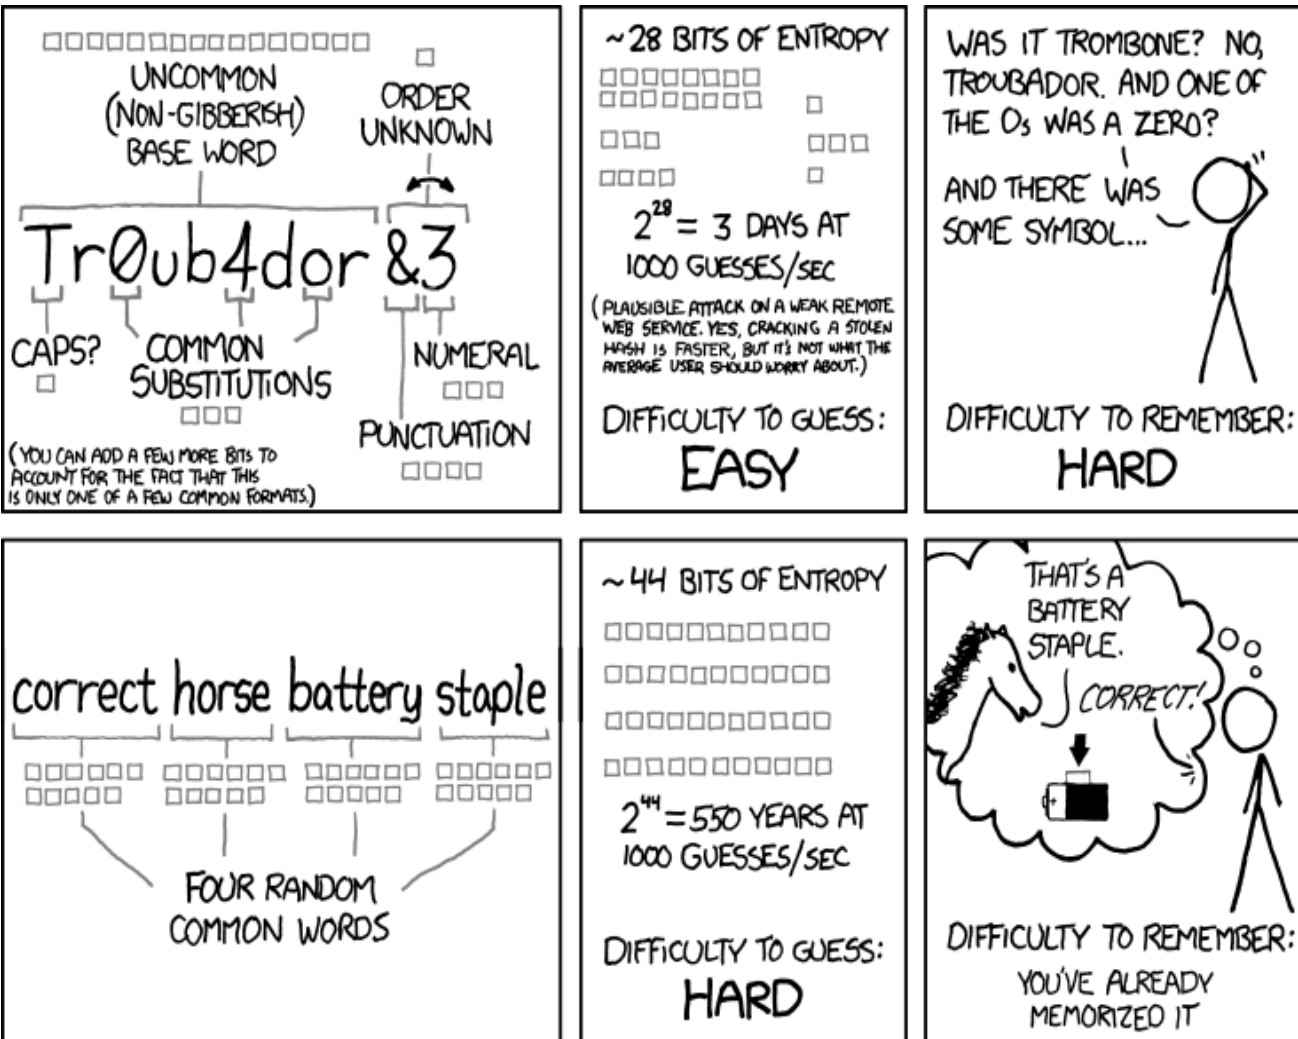 UNCOMMON
(NON-GIBBERISH)
BASE WORD
ORDER
UNKNOWN
Tr0ub4dor &3
CAPS?
COMMON
SUBSTITUTIONS
NUMERAL
PUNCTUATION
(YOU CAN ADD A FEW MORE BITS TO
ACCOUNT FOR THE FACT THAT THIS
IS ONLY ONE OF A FEW COMMON FORMATS.)
~28 BITS OF ENTROPY
2^28 = 3 DAYS AT
1000 GUESSES/SEC
(PLAUSIBLE ATTACK ON A WEAK REMOTE
WEB SERVICE. YES, CRACKING A STOLEN
HASH IS FASTER, BUT IT'S NOT WHAT THE
AVERAGE USER SHOULD WORRY ABOUT.)
DIFFICULTY TO GUESS:
EASY
WAS IT TROMBONE? NO,
TROUBADOR. AND ONE OF
THE Os WAS A ZERO?
AND THERE WAS
SOME SYMBOL...
DIFFICULTY TO REMEMBER:
HARD
correct horse battery staple
FOUR RANDOM
COMMON WORDS
~44 BITS OF ENTROPY
2^44 = 550 YEARS AT
1000 GUESSES/SEC
DIFFICULTY TO GUESS:
HARD
THAT'S A
BATTERY
STAPLE.
CORRECT!
+
DIFFICULTY TO REMEMBER:
YOU'VE ALREADY
MEMORIZED IT